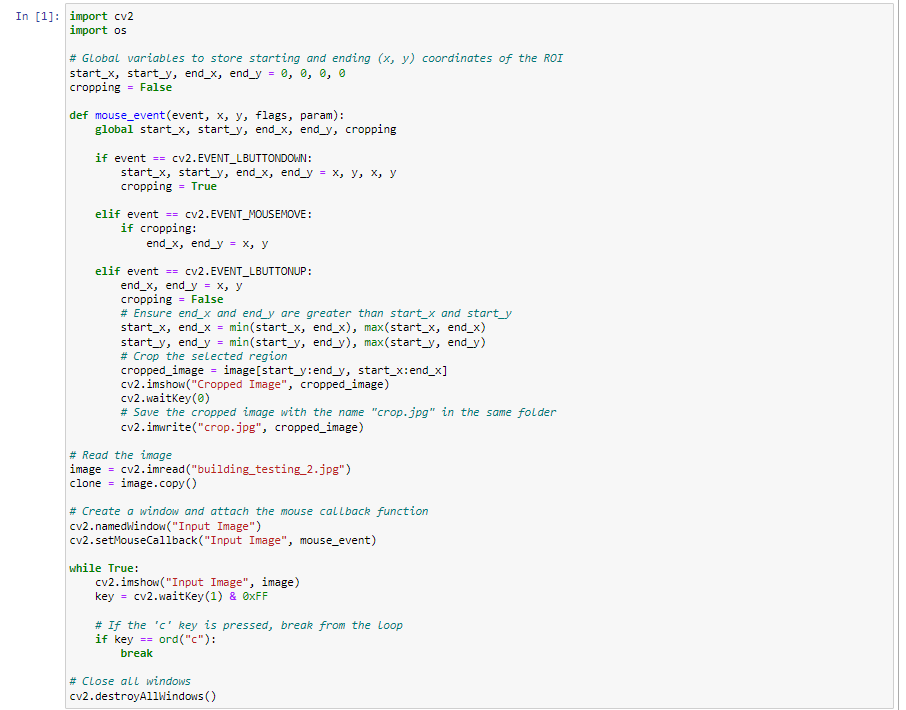 In [1]: import cv2
import os
# Global variables to store starting and ending (x, y) coordinates of the ROI
start_x, start_y, end_x, end_y = 0, 0, 0, 0
cropping = False
def mouse_event(event, x, y, flags, param):
    global start_x, start_y, end_x, end_y, cropping
    if event == cv2.EVENT_LBUTTONDOWN:
        start_x, start_y, end_x, end_y = x, y, x, y
        cropping = True
    elif event == cv2.EVENT_MOUSEMOVE:
        if cropping:
            end_x, end_y = x, y
    elif event == cv2.EVENT_LBUTTONUP:
        end_x, end_y = x, y
        cropping = False
        # Ensure end_x and end_y are greater than start_x and start_y
        start_x, end_x = min(start_x, end_x), max(start_x, end_x)
        start_y, end_y = min(start_y, end_y), max(start_y, end_y)
        # Crop the selected region
        cropped_image = image[start_y:end_y, start_x:end_x]
        cv2.imshow("Cropped Image", cropped_image)
        cv2.waitKey(0)
        # Save the cropped image with the name "crop.jpg" in the same folder
        cv2.imwrite("crop.jpg", cropped_image)
# Read the image
image = cv2.imread("building_testing_2.jpg")
clone = image.copy()
# Create a window and attach the mouse callback function
cv2.namedWindow("Input Image")
cv2.setMouseCallback("Input Image", mouse_event)
while True:
    cv2.imshow("Input Image", image)
    key = cv2.waitKey(1) & 0xFF
    # If the 'c' key is pressed, break from the loop
    if key == ord("c"):
        break
# Close all windows
cv2.destroyAllWindows()